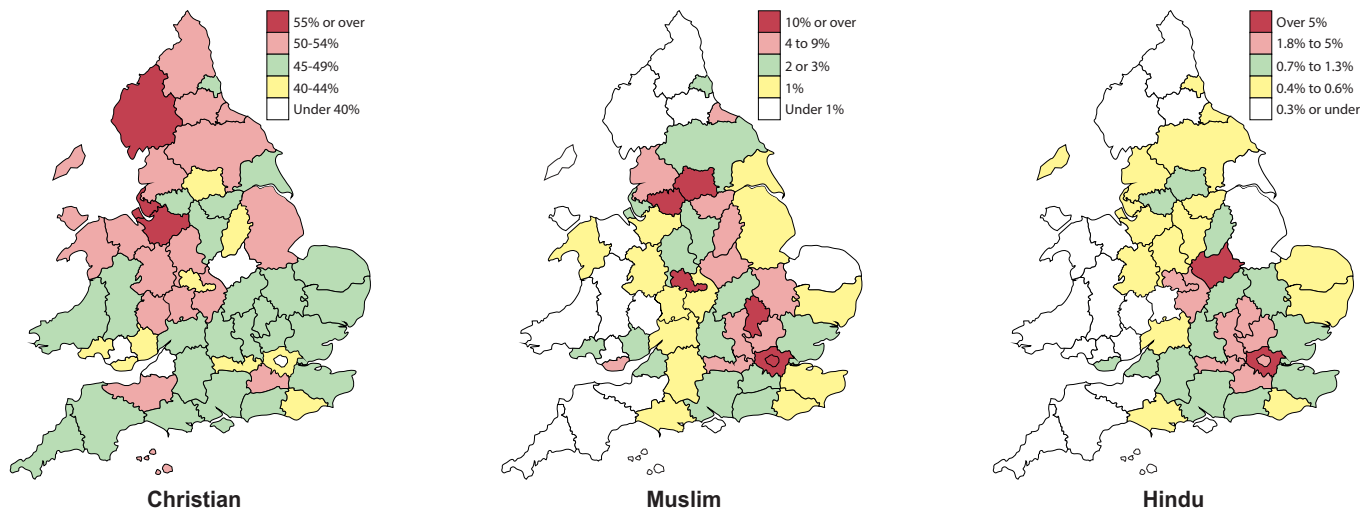 55% or over
50-54%
45-49%
40-44%
Under 40%
Christian
10% or over
4 to 9%
2 or 3%
1%
Under 1%
Muslim
Over 5%
1.8% to 5%
0.7% to 1.3%
0.4% to 0.6%
0.3% or under
Hindu